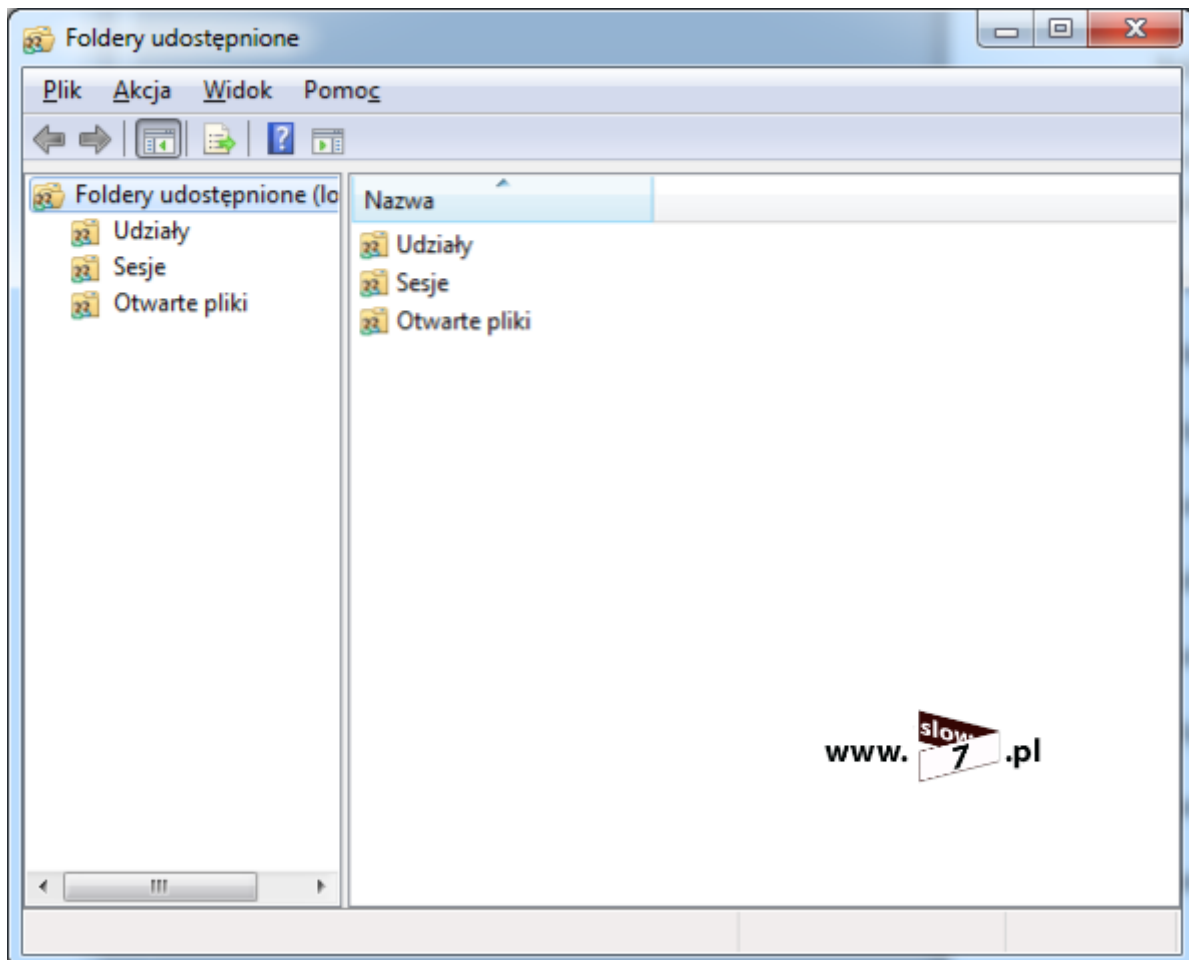 Foldery udostępnione
Plik Akcja Widok Pomoc
Foldery udostępnione (lo
Udziały
Sesje
Otwarte pliki
Nazwa
Udziały
Sesje
Otwarte pliki
www.slow7.pl